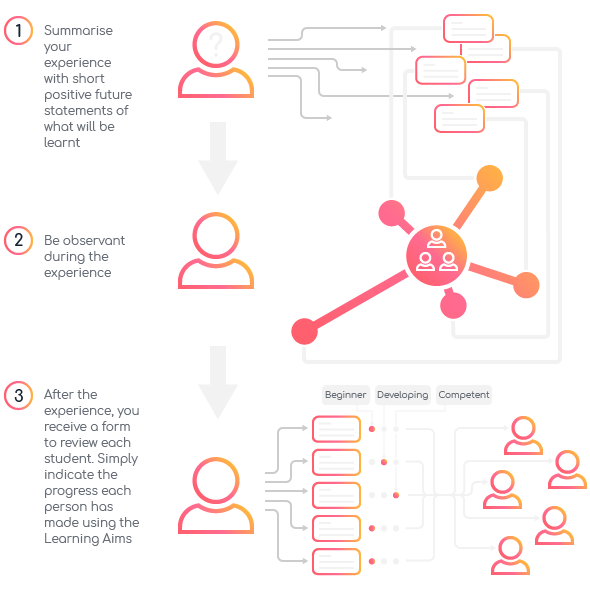 1
Summarise
your
experience
with short
positive future
statements of
what will be
learnt
?
2
Be observant
during the
experience
3
After the
experience, you
receive a form
to review each
student. Simply
indicate the
progress each
person has
made using the
Learning Aims
Beginner Developing Competent